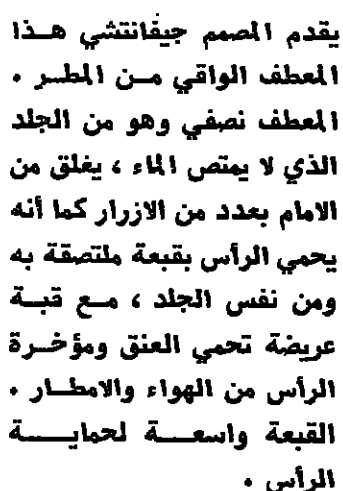 يقدم المصمم جيفانتشي هـذا
المعطف الواقي مـن المطـر .
المعطف نصفي وهو من الجلد
الذي لا يمتص الماء ، يغلق من
الامام بعدد من الازرار كما أنه
يحمي الرأس بقبعة ملتصقة به
ومن نفس الجلد ، مـع قبـة
عريضة تحمي العنق ومؤخـرة
الرأس من الهواء والامطـار .
القبعة واسعـــة لحمايـــة
الرأس .